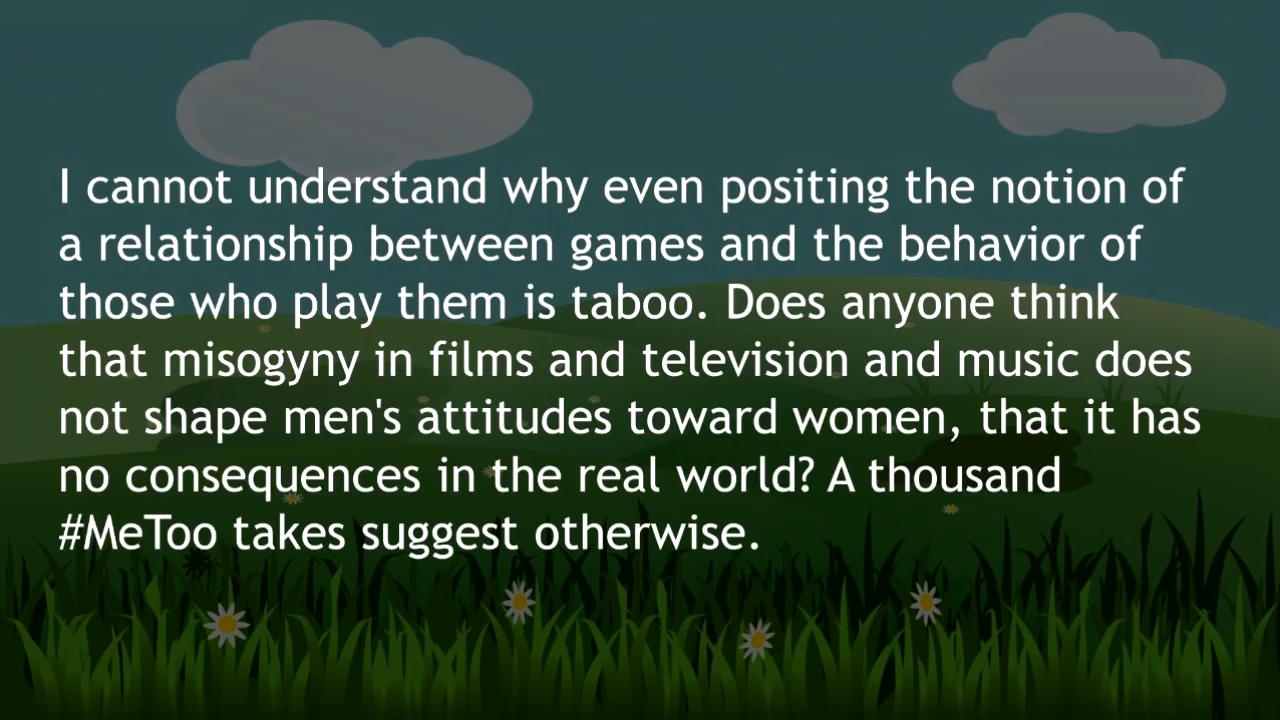 I cannot understand why even positing the notion of
a relationship between games and the behavior of
those who play them is taboo. Does anyone think
that misogyny in films and television and music does
not shape men's attitudes toward women, that it has
no consequences in the real world? A thousand
#MeToo takes suggest otherwise.